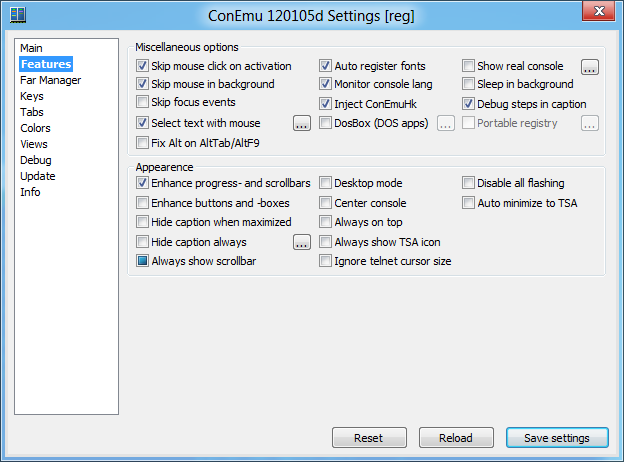 ConEmu 120105d Settings [reg]
Main
Features
Far Manager
Keys
Tabs
Colors
Views
Debug
Update
Info
Miscellaneous options
Skip mouse click on activation
Auto register fonts
Show real console
...
Skip mouse in background
Monitor console lang
Sleep in background
Skip focus events
Inject ConEmuHk
Debug steps in caption
Select text with mouse
...
DosBox (DOS apps)
...
Portable registry
...
Fix Alt on AltTab/AltF9
Appearence
Enhance progress- and scrollbars
Desktop mode
Disable all flashing
Enhance buttons and -boxes
Center console
Auto minimize to TSA
Hide caption when maximized
Always on top
Hide caption always
...
Always show TSA icon
Always show scrollbar
Ignore telnet cursor size
Reset
Reload
Save settings